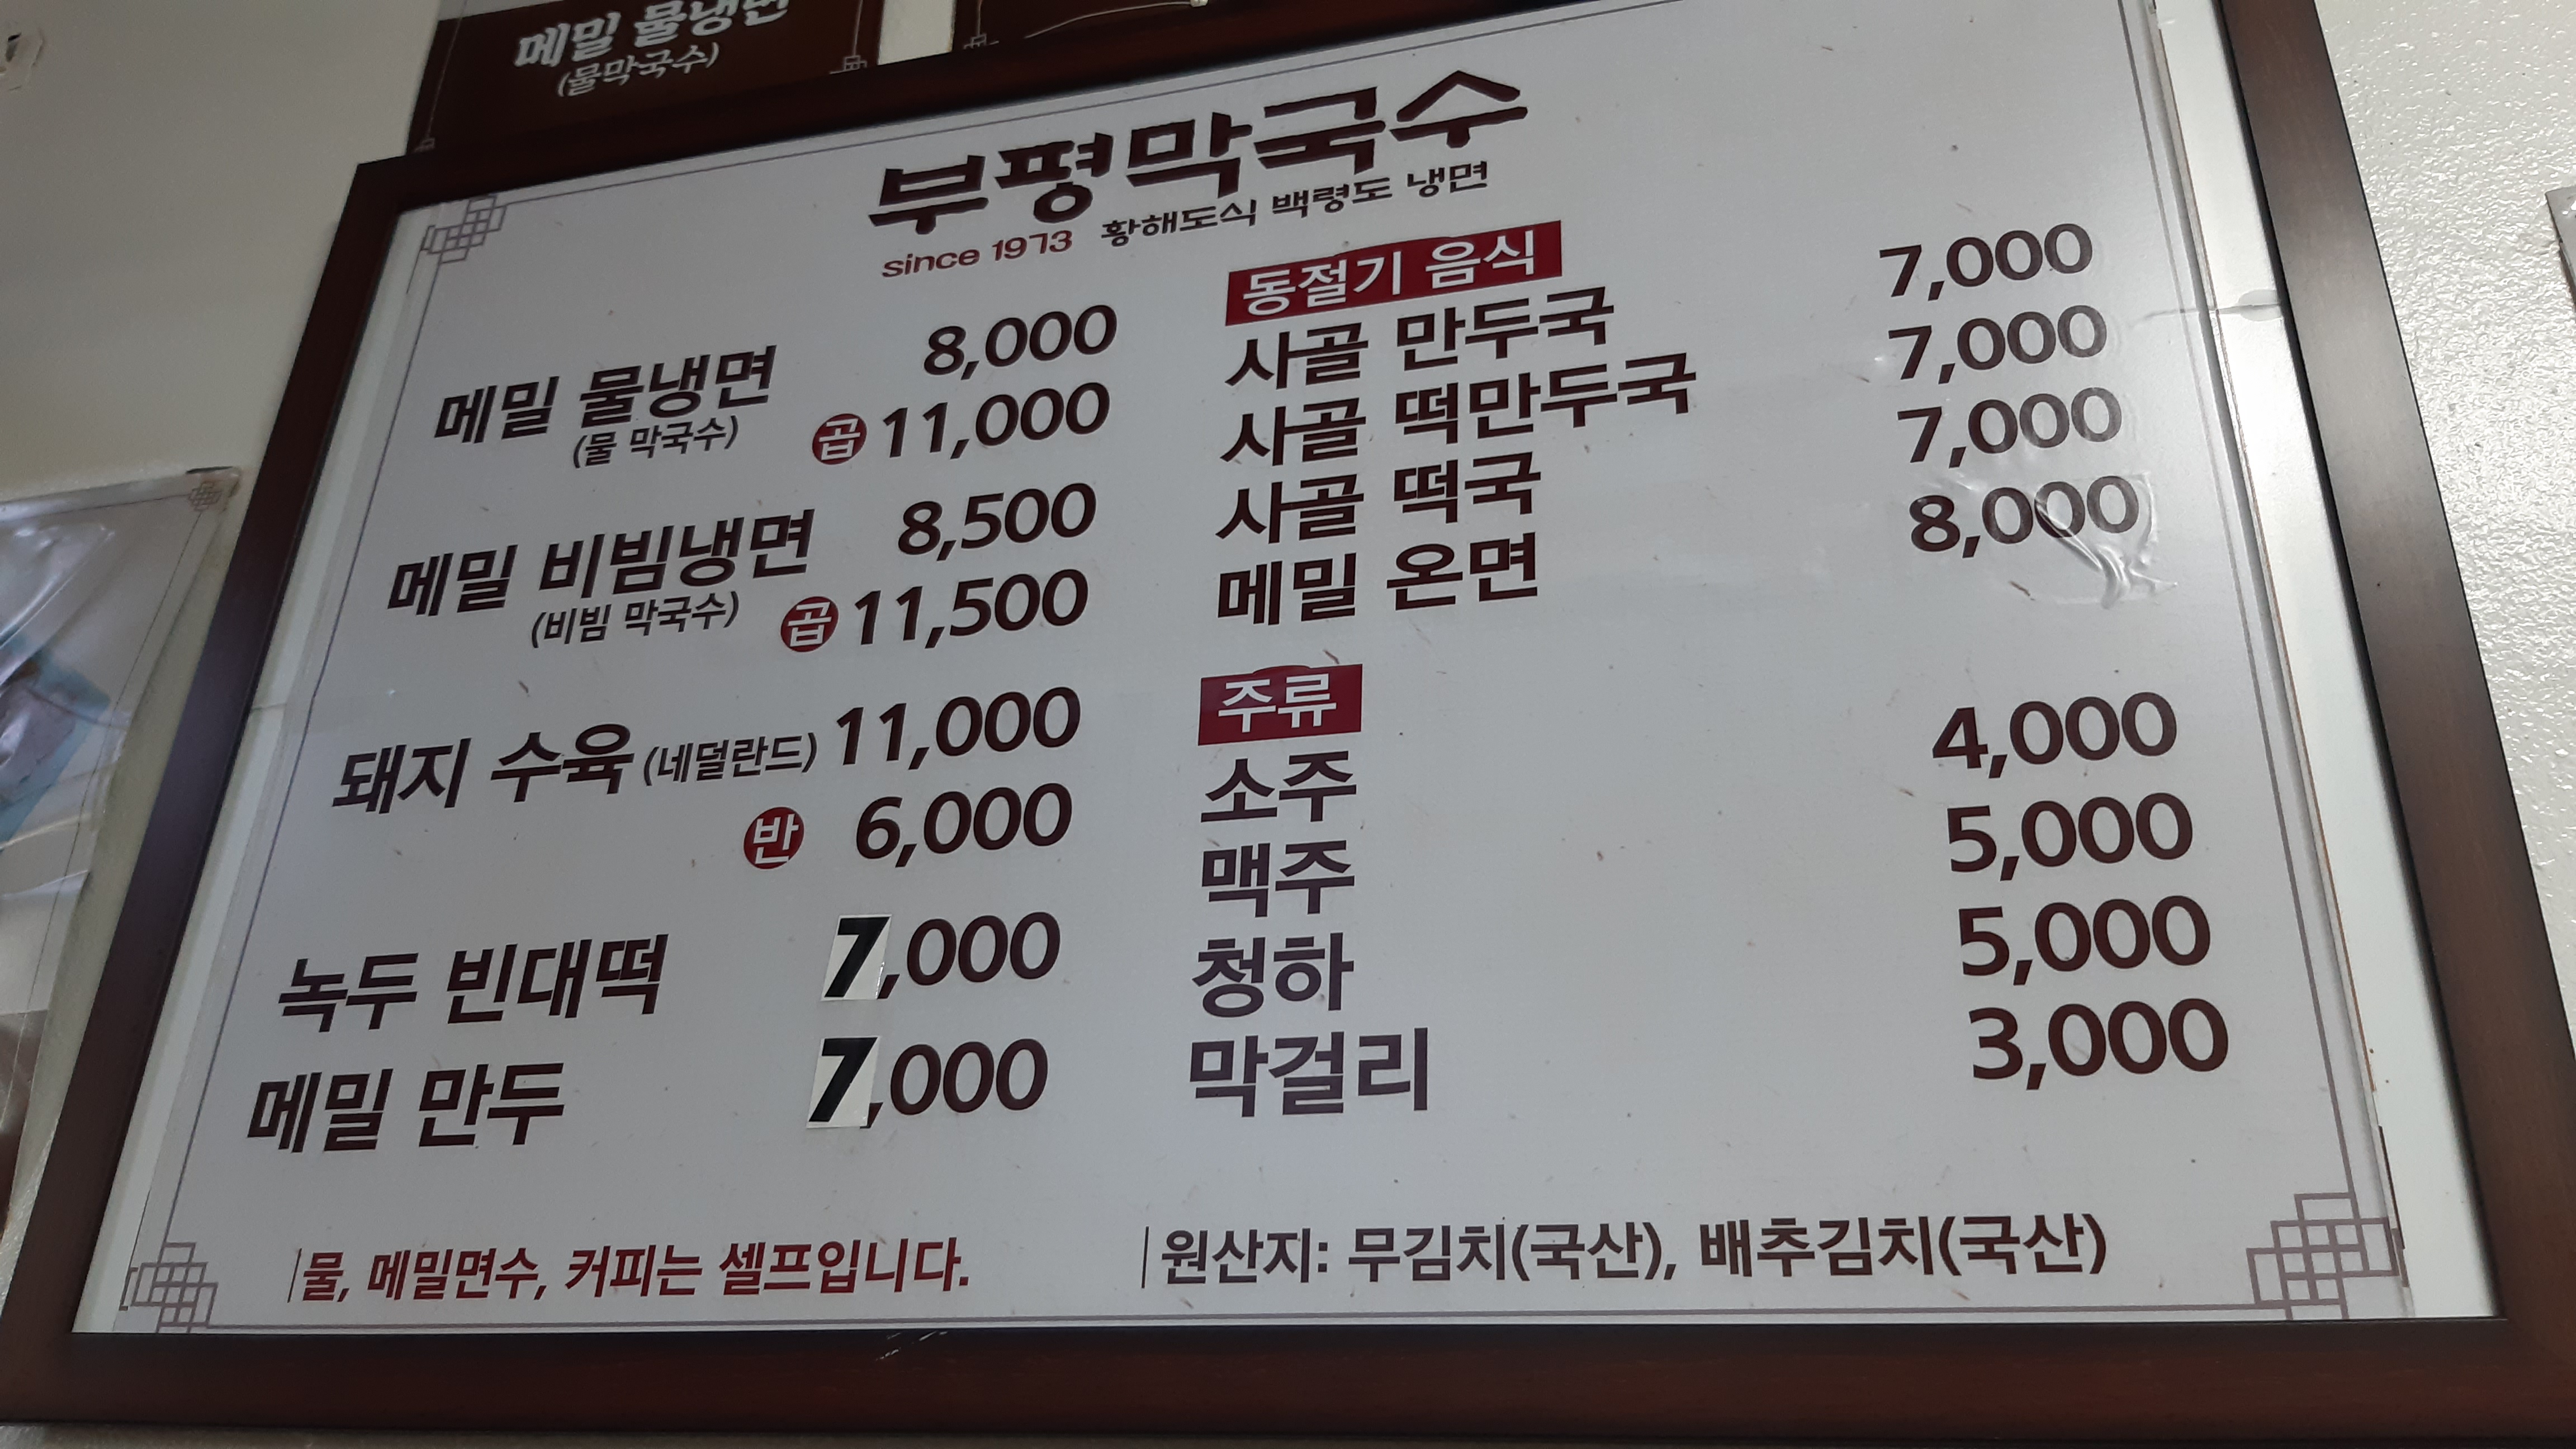 메밀 물냉면
(물막국수)
부평막국수
since 1973 황해도식 백령도 냉면
메밀 물냉면 8,000
(물 막국수) 곱 11,000
메밀 비빔냉면 8,500
(비빔 막국수) 곱 11,500
돼지 수육 (네덜란드) 11,000
반 6,000
녹두 빈대떡 7,000
메밀 만두 7,000
동절기 음식
사골 만두국 7,000
사골 떡만두국 7,000
사골 떡국 7,000
메밀 온면 8,000
주류
소주 4,000
맥주 5,000
청하 5,000
막걸리 3,000
물, 메밀면수, 커피는 셀프입니다.
원산지: 무김치(국산), 배추김치(국산)